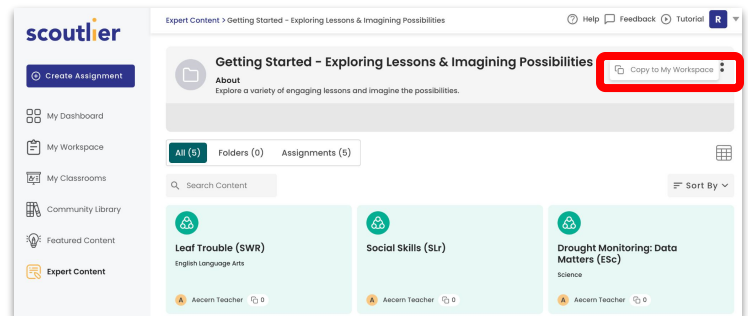 scoutlier
Expert Content > Getting Started - Exploring Lessons & Imagining Possibilities
Help Feedback Tutorial R
Create Assignment
My Dashboard
My Workspace
My Classrooms
Community Library
Featured Content
Expert Content
Getting Started - Exploring Lessons & Imagining Possibilities
Copy to My Workspace
About
Explore a variety of engaging lessons and imagine the possibilities.
All (5) Folders (0) Assignments (5)
Search Content
Sort By
Leaf Trouble (SWR)
English Language Arts
A Aecern Teacher 0
Social Skills (SLr)
A Aecern Teacher 0
Drought Monitoring: Data
Matters (ESc)
Science
A Aecern Teacher 0